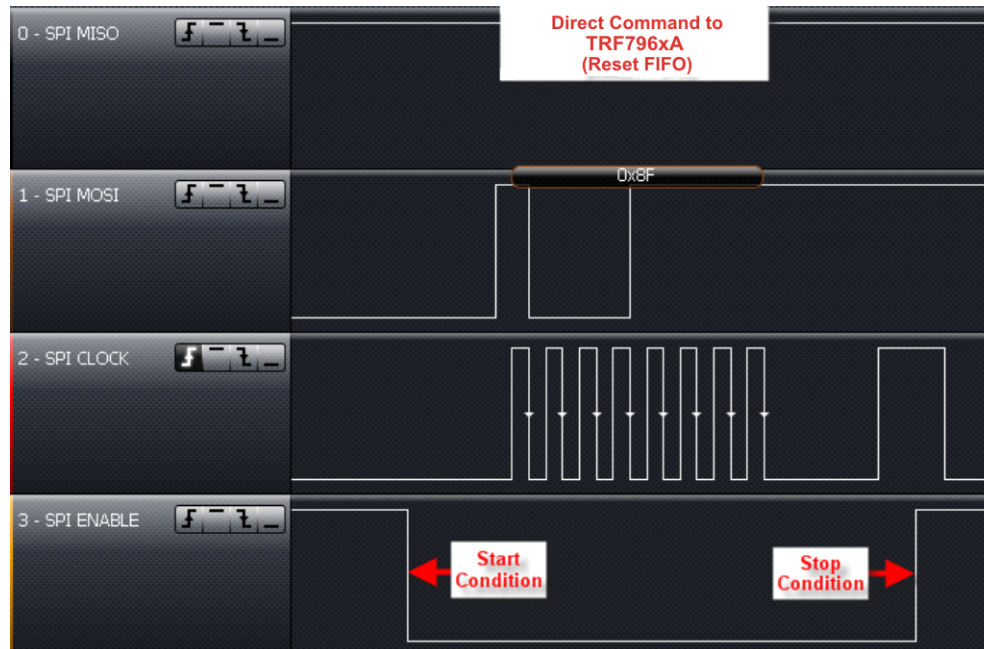 0 - SPI MISO
Direct Command to
TRF796xA
(Reset FIFO)
1 - SPI MOSI
0x8F
2 - SPI CLOCK
3 - SPI ENABLE
Start
Condition
Stop
Condition